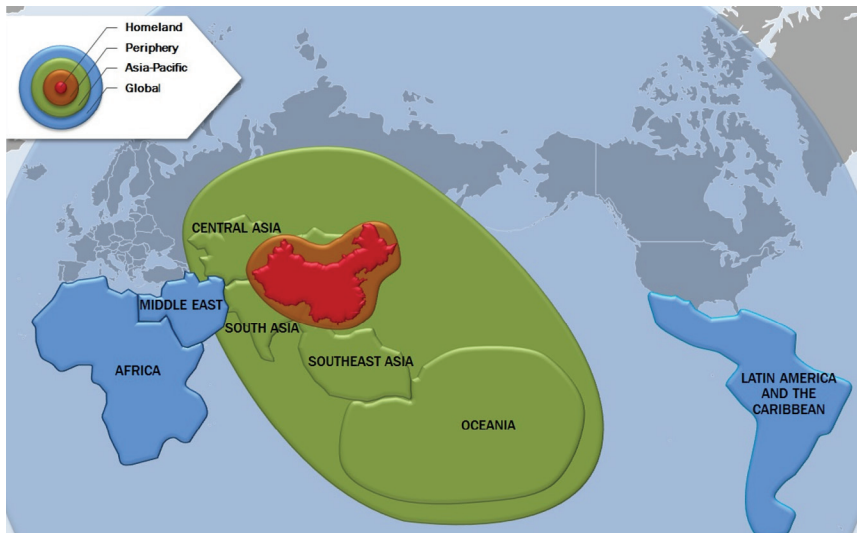 Homeland
Periphery
Asia-Pacific
Global
CENTRAL ASIA
MIDDLE EAST
SOUTH ASIA
SOUTHEAST ASIA
AFRICA
OCEANIA
LATIN AMERICA
AND THE
CARIBBEAN